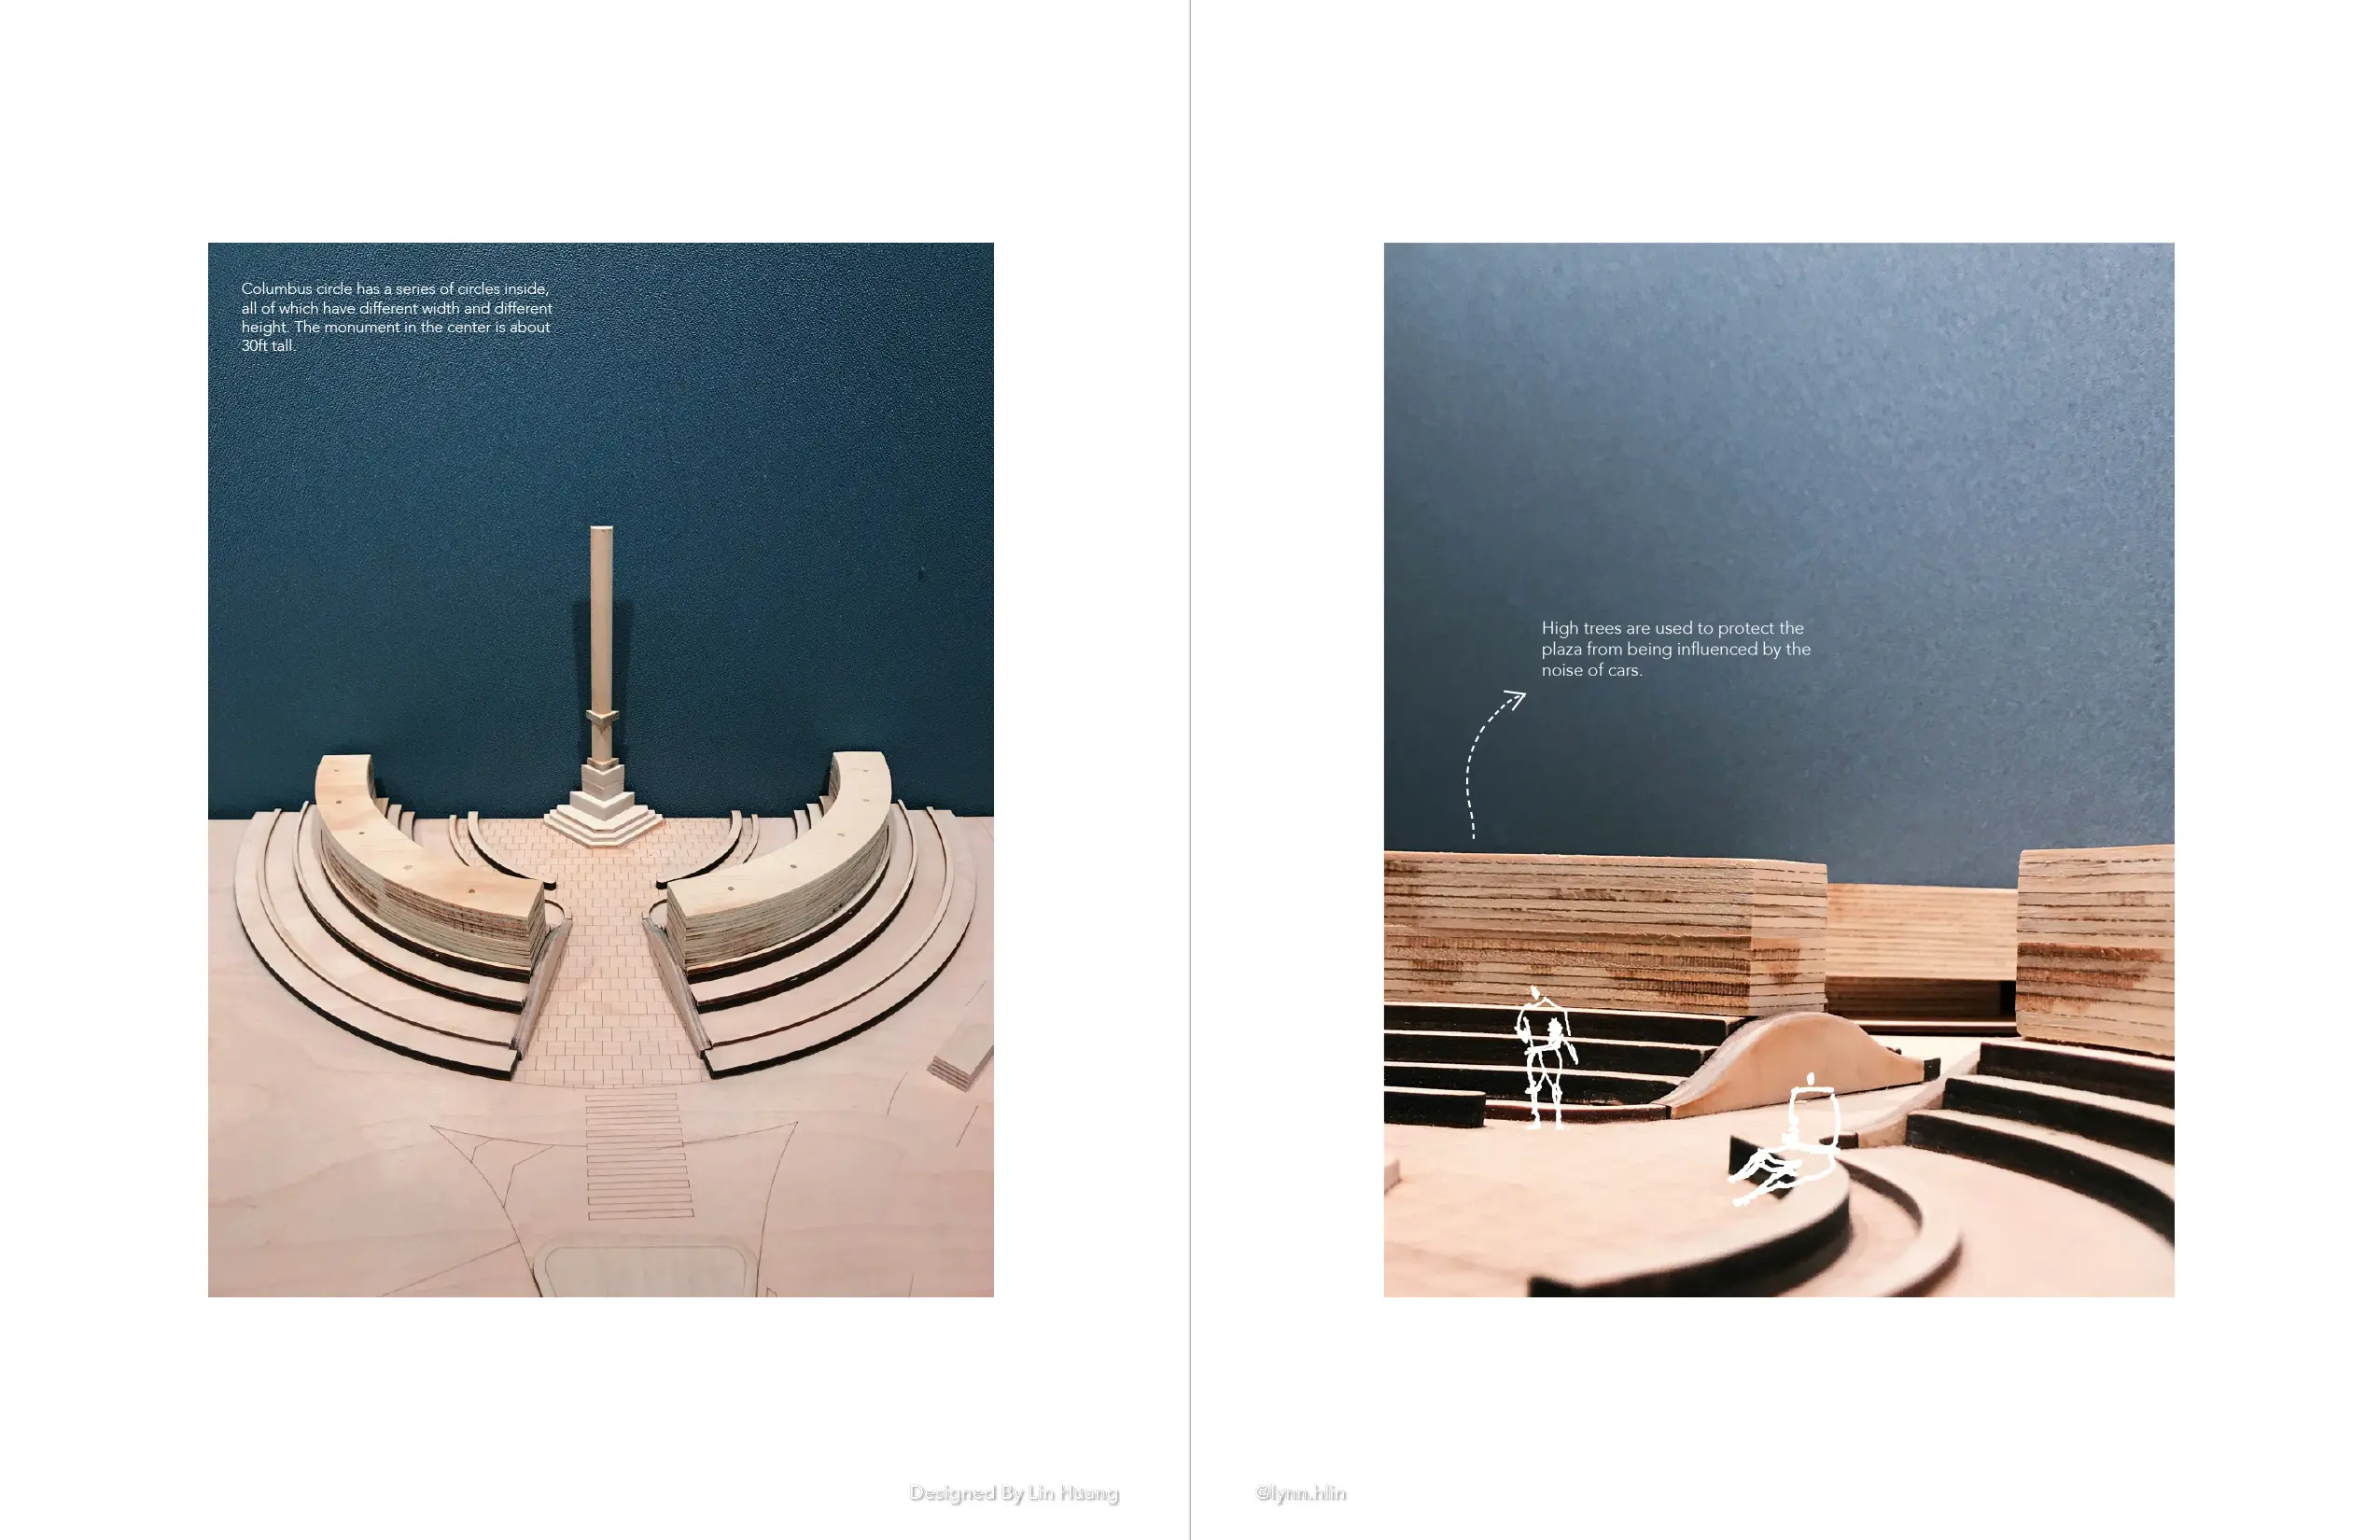 Columbus circle has a series of circles inside,
all of which have different width and different
height. The monument in the center is about
30ft tall.
High trees are used to protect the
plaza from being influenced by the
noise of cars.
Designed By Lin Huang
@lynn.hlin